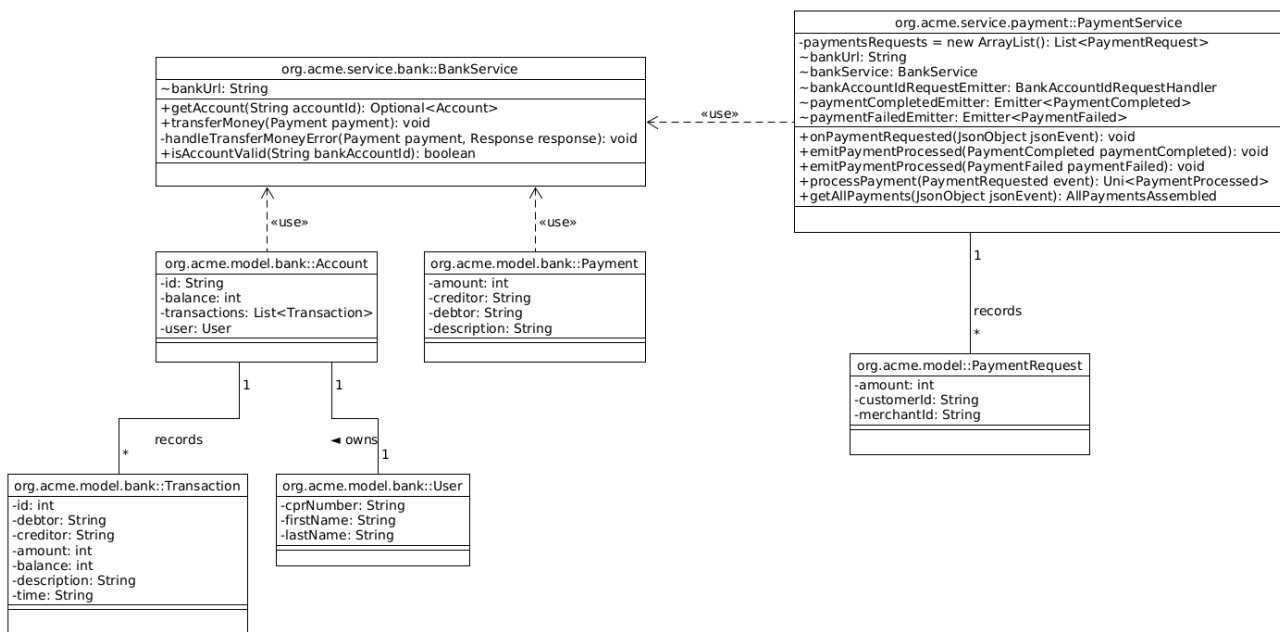 org.acme.service.payment::PaymentService
-paymentsRequests = new ArrayList(): List<PaymentRequest>
~bankUrl: String
~bankService: BankService
~bankAccountIdRequestEmitter: BankAccountIdRequestHandler
~paymentCompletedEmitter: Emitter<PaymentCompleted>
~paymentFailedEmitter: Emitter<PaymentFailed>
+onPaymentRequested(JsonObject jsonEvent): void
+emitPaymentProcessed(PaymentCompleted paymentCompleted): void
+emitPaymentProcessed(PaymentFailed paymentFailed): void
+processPayment(PaymentRequested event): Uni<PaymentProcessed>
+getAllPayments(JsonObject jsonEvent): AllPaymentsAssembled
org.acme.service.bank::BankService
~bankUrl: String
+getAccount(String accountId): Optional<Account>
+transferMoney(Payment payment): void
-handleTransferMoneyError(Payment payment, Response response): void
+isAccountValid(String bankAccountId): boolean
«use»
«use»
«use»
org.acme.model.bank::Account
-id: String
-balance: int
-transactions: List<Transaction>
-user: User
org.acme.model.bank::Payment
-amount: int
-creditor: String
-debtor: String
-description: String
1
records
*
org.acme.model::PaymentRequest
-amount: int
-customerId: String
-merchantId: String
1
1
records
◄ owns
*
1
org.acme.model.bank::Transaction
-id: int
-debtor: String
-creditor: String
-amount: int
-balance: int
-description: String
-time: String
org.acme.model.bank::User
-cprNumber: String
-firstName: String
-lastName: String